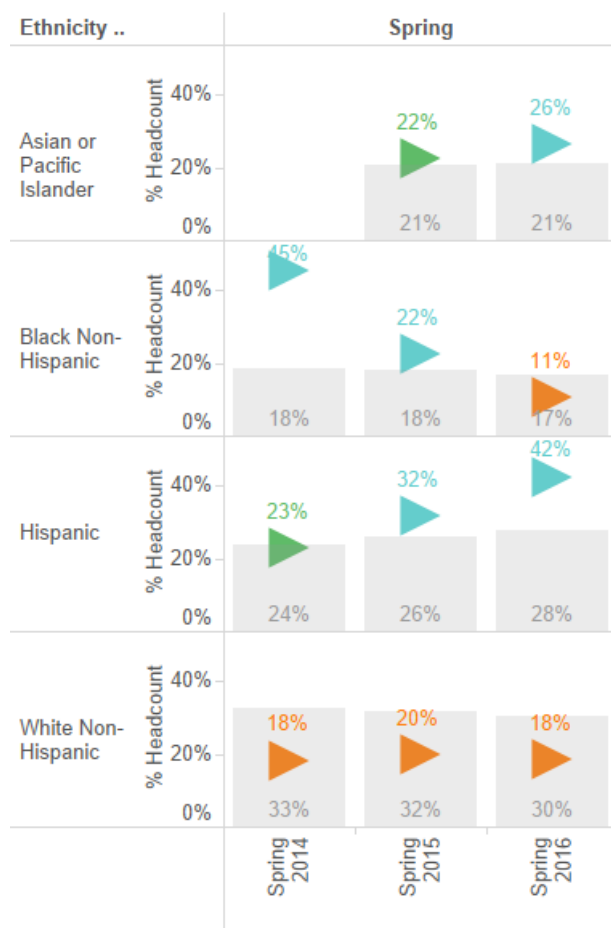 Ethnicity ..
Spring
Asian or
Pacific
Islander
% Headcount
40%
20%
0%
22%
26%
21%
21%
Black Non-
Hispanic
% Headcount
40%
20%
0%
45%
22%
11%
18%
18%
17%
Hispanic
% Headcount
40%
20%
0%
23%
32%
42%
24%
26%
28%
White Non-
Hispanic
% Headcount
40%
20%
0%
18%
20%
18%
33%
32%
30%
Spring
2014
Spring
2015
Spring
2016